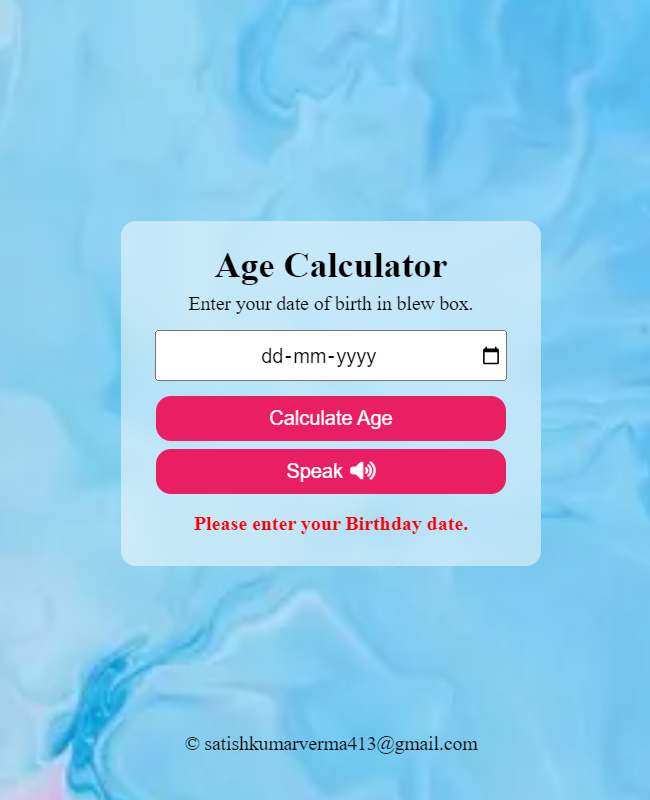 Age Calculator
Enter your date of birth in blew box.
dd-mm-yyyy
Calculate Age
Speak
Please enter your Birthday date.
© satishkumarverma413@gmail.com